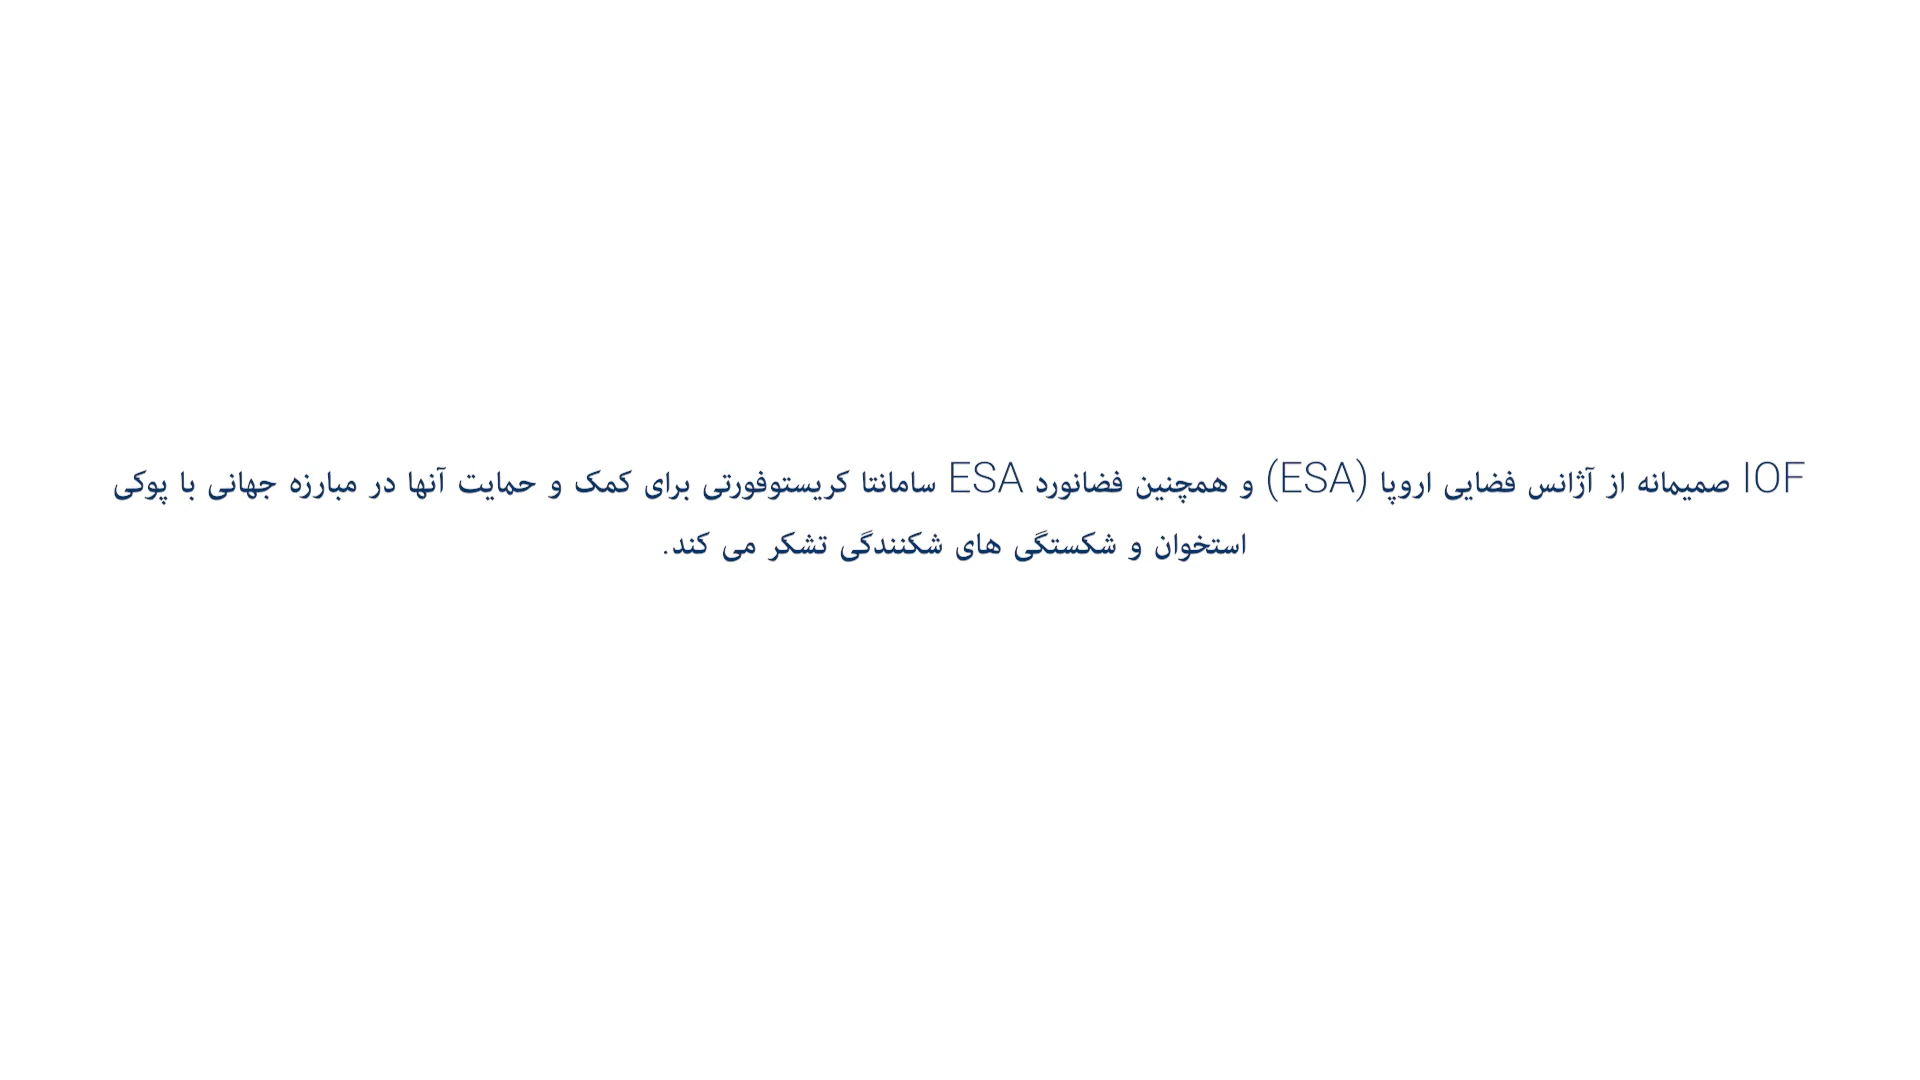 IOF صمیمانه از آژانس فضایی اروپا (ESA) و همچنین فضانورد ESA سامانتا کریستوفورتی برای کمک و حمایت آنها در مبارزه جهانی با پوکی
استخوان و شکستگی های شکنندگی تشکر می کند.